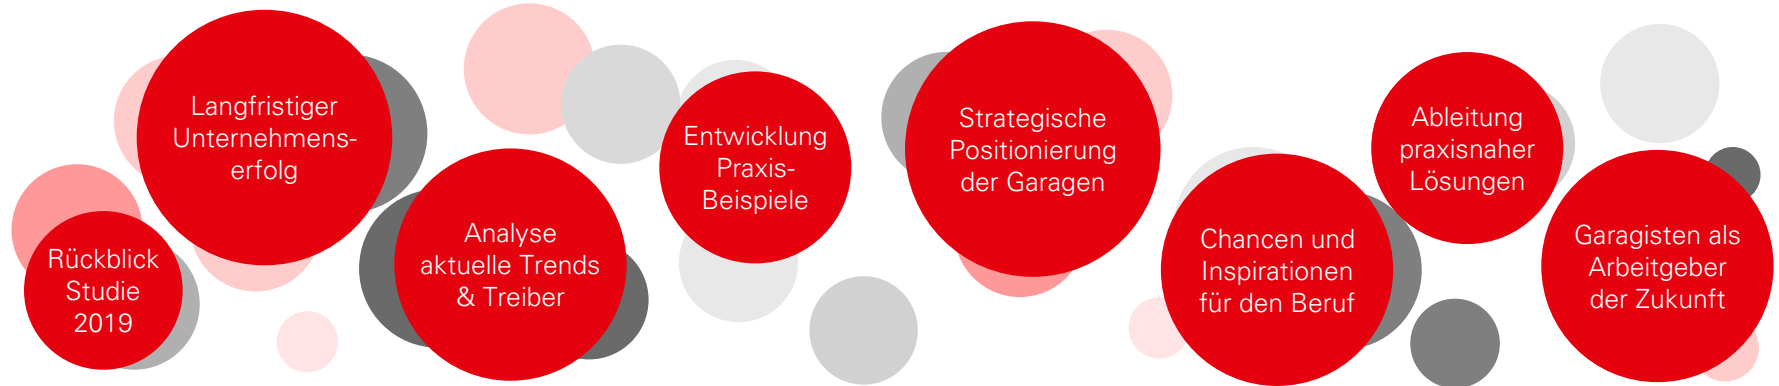 Rückblick
Studie
2019
Langfristiger
Unternehmens-
erfolg
Analyse
aktuelle Trends
& Treiber
Entwicklung
Praxis-
Beispiele
Strategische
Positionierung
der Garagen
Chancen und
Inspirationen
für den Beruf
Ableitung
praxisnaher
Lösungen
Garagisten als
Arbeitgeber
der Zukunft